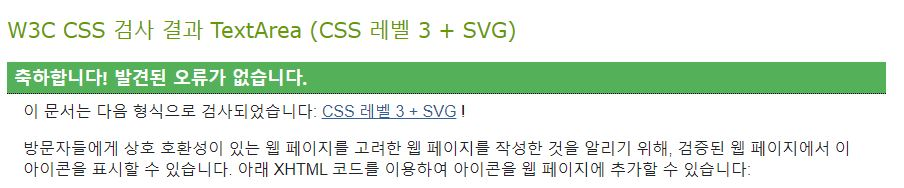 W3C CSS 검사 결과 TextArea (CSS 레벨 3 + SVG)
축하합니다! 발견된 오류가 없습니다.
이 문서는 다음 형식으로 검사되었습니다: CSS 레벨 3 + SVG !
방문자들에게 상호 호환성이 있는 웹 페이지를 고려한 웹 페이지를 작성한 것을 알리기 위해, 검증된 웹 페이지에서 이
아이콘을 표시할 수 있습니다. 아래 XHTML 코드를 이용하여 아이콘을 웹 페이지에 추가할 수 있습니다: